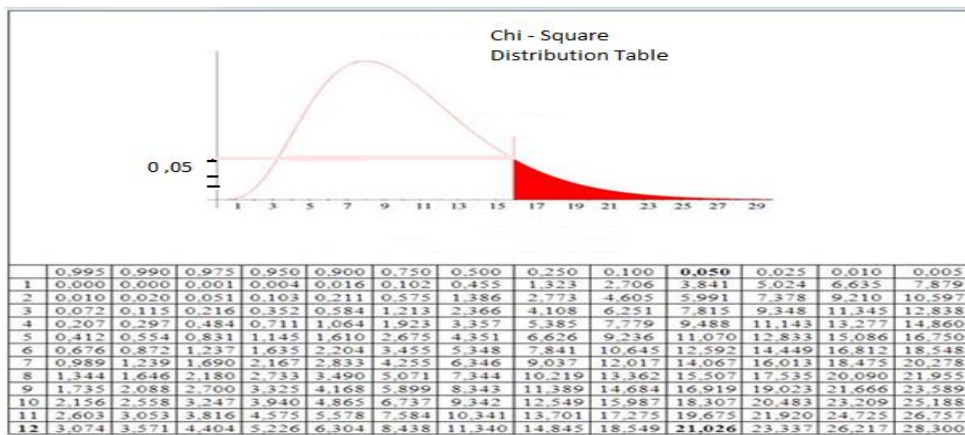 Chi - Square
Distribution Table
0 ,05
1 3 5 7 9 11 13 15 17 19 21 23 25 27 29
0,995 0,990 0,975 0,950 0,900 0,750 0,500 0,250 0,100 0,050 0,025 0,010 0,005
1 0,000 0,000 0,001 0,004 0,016 0,102 0,455 1,323 2,706 3,841 5,024 6,635 7,879
2 0,010 0,020 0,051 0,103 0,211 0,575 1,386 2,773 4,605 5,991 7,378 9,210 10,597
3 0,072 0,115 0,216 0,352 0,584 1,213 2,366 4,108 6,251 7,815 9,348 11,345 12,838
4 0,207 0,297 0,484 0,711 1,064 1,923 3,357 5,385 7,779 9,488 11,143 13,277 14,860
5 0,412 0,554 0,831 1,145 1,610 2,675 4,351 6,626 9,236 11,070 12,833 15,086 16,750
6 0,676 0,872 1,237 1,635 2,204 3,455 5,348 7,841 10,645 12,592 14,449 16,812 18,548
7 0,989 1,239 1,690 2,167 2,833 4,255 6,346 9,037 12,017 14,067 16,013 18,475 20,278
8 1,344 1,646 2,180 2,733 3,490 5,071 7,344 10,219 13,362 15,507 17,535 20,090 21,955
9 1,735 2,088 2,700 3,325 4,168 5,899 8,343 11,389 14,684 16,919 19,023 21,666 23,589
10 2,156 2,558 3,247 3,940 4,865 6,737 9,342 12,549 15,987 18,307 20,483 23,209 25,188
11 2,603 3,053 3,816 4,575 5,578 7,584 10,341 13,701 17,275 19,675 21,920 24,725 26,757
12 3,074 3,571 4,404 5,226 6,304 8,438 11,340 14,845 18,549 21,026 23,337 26,217 28,300